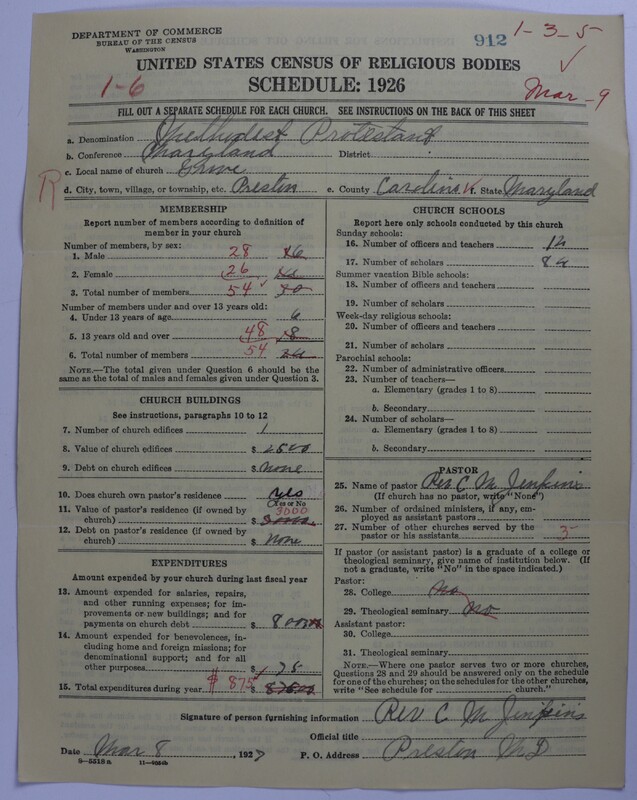 DEPARTMENT OF COMMERCE
BUREAU OF THE CENSUS
WASHINGTON
912
1-3-5
UNITED STATES CENSUS OF RELIGIOUS BODIES
1-6
SCHEDULE: 1926
Mar-9
FILL OUT A SEPARATE SCHEDULE FOR EACH CHURCH. SEE INSTRUCTIONS ON THE BACK OF THIS SHEET
a. Denomination Methodist Protestant
b. Conference Maryland District
c. Local name of church Grove
R
d. City, town, village, or township, etc. Preston e. County Caroline f. State Maryland
MEMBERSHIP
Report number of members according to definition of
member in your church
Number of members, by sex:
1. Male 28
2. Female 26
3. Total number of members 54
Number of members under and over 13 years old:
4. Under 13 years of age 6
5. 13 years old and over 48
6. Total number of members 54
NOTE.—The total given under Question 6 should be the
same as the total of males and females given under Question 3.
CHURCH BUILDINGS
See instructions, paragraphs 10 to 12
7. Number of church edifices 1
8. Value of church edifices $ 2500
9. Debt on church edifices $ None
10. Does church own pastor's residence yes
(Yes or No)
11. Value of pastor's residence (if owned by
church) $ 3000
12. Debt on pastor's residence (if owned by
church) $ None
EXPENDITURES
Amount expended by your church during last fiscal year
13. Amount expended for salaries, repairs,
and other running expenses; for im-
provements or new buildings; and for
payments on church debt $ 800
14. Amount expended for benevolences, in-
cluding home and foreign missions; for
denominational support; and for all
other purposes $ 75
15. Total expenditures during year $ 875
CHURCH SCHOOLS
Report here only schools conducted by this church
Sunday schools:
16. Number of officers and teachers 12
17. Number of scholars
Summer vacation Bible schools:
18. Number of officers and teachers
19. Number of scholars
Week-day religious schools:
20. Number of officers and teachers
21. Number of scholars
Parochial schools:
22. Number of administrative officers
23. Number of teachers—
a. Elementary (grades 1 to 8)
b. Secondary
24. Number of scholars—
a. Elementary (grades 1 to 8)
b. Secondary
PASTOR
25. Name of pastor Rev C. M. Jenkins
(If church has no pastor, write "None")
26. Number of ordained ministers, if any, em-
ployed as assistant pastors
27. Number of other churches served by the
pastor or his assistants 3
If pastor (or assistant pastor) is a graduate of a college or
theological seminary, give name of institution below. (If
not a graduate, write "No" in the space indicated.)
Pastor:
28. College No
29. Theological seminary No
Assistant pastor:
30. College
31. Theological seminary
NOTE.—Where one pastor serves two or more churches,
Questions 28 and 29 should be answered only on the schedule
for one of the churches; on the schedules for the other churches,
write "See schedule for church."
Signature of person furnishing information Rev C. M. Jenkins
Official title
Date Mar 8, 1927 P. O. Address Preston MD
8-5518a